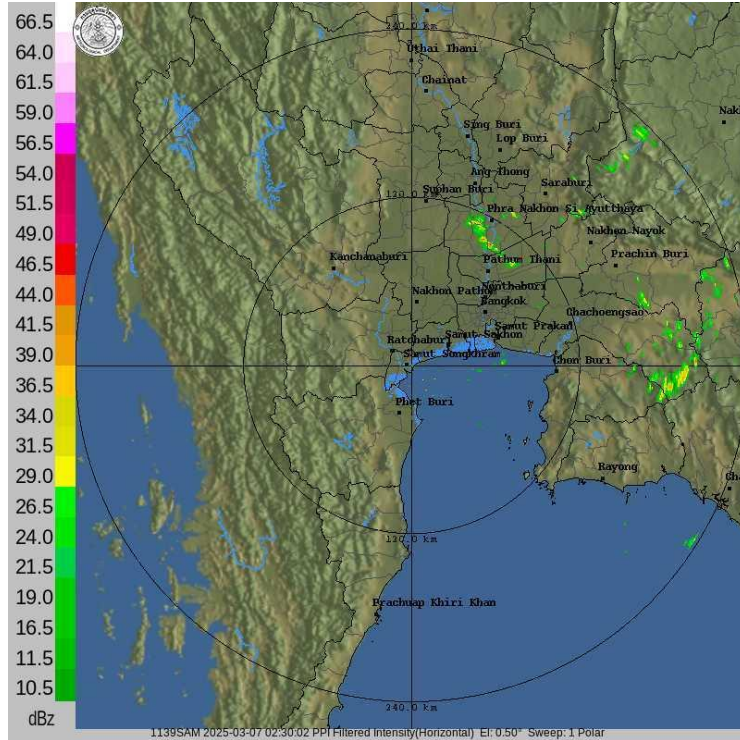 66.5
64.0
61.5
59.0
56.5
54.0
51.5
49.0
46.5
44.0
41.5
39.0
36.5
34.0
31.5
29.0
26.5
24.0
21.5
19.0
16.5
11.5
10.5
dBz
240.0 km
Uthai Thani
Chainat
Sing Buri
Lop Buri
Ang Thong
Saraburi
130.0 km
Suphan Buri
Phra Nakhon Si Ayutthaya
Nakhon Nayok
Kanchanaburi
Pathum Thani
Prachin Buri
Nakhon Pathom
Nonthaburi
Bangkok
Chachoengsao
Samut Prakan
Samut Sakhon
Ratchaburi
Samut Songkhram
Chon Buri
Phet Buri
Rayong
130.0 km
Prachuap Khiri Khan
240.0 km
1139SAM 2025-03-07 02:30:02 PPI Filtered Intensity(Horizontal) El: 0.50° Sweep: 1 Polar